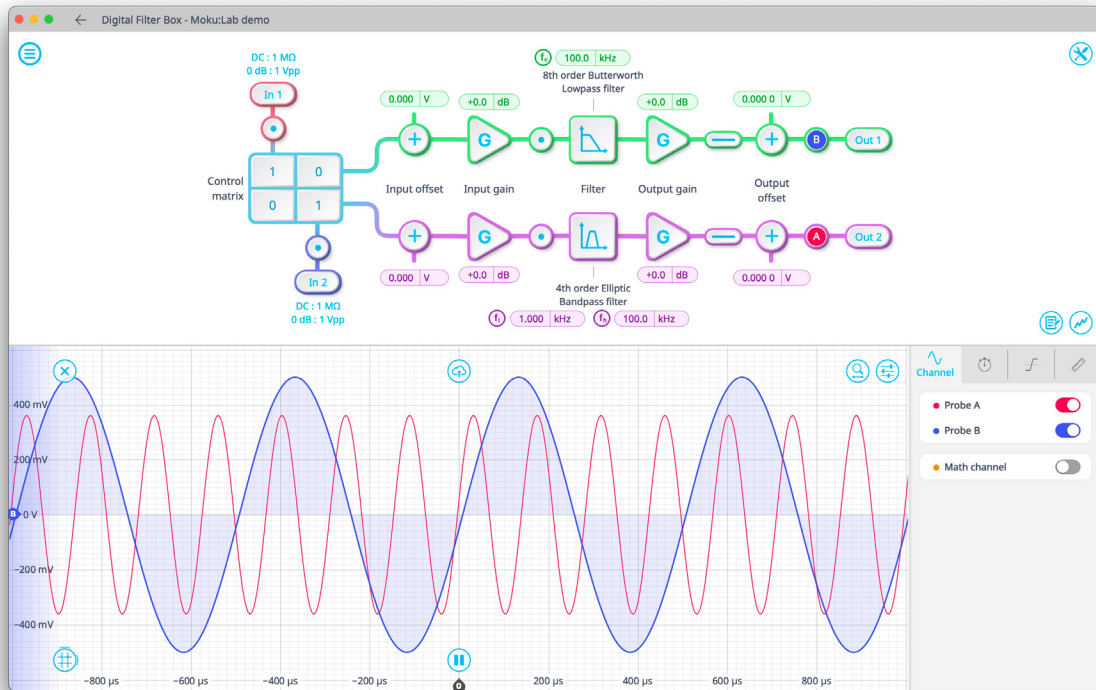 Digital Filter Box - Moku:Lab demo
DC : 1 MΩ
0 dB : 1 Vpp
In 1
fc 100.0 kHz
8th order Butterworth
Lowpass filter
0.000 V
+0.0 dB
+0.0 dB
0.000 0 V
G
G
B
Out 1
Control
matrix
1 0
0 1
Input offset
Input gain
Filter
Output gain
Output
offset
G
G
A
Out 2
In 2
DC : 1 MΩ
0 dB : 1 Vpp
0.000 V
+0.0 dB
+0.0 dB
0.000 0 V
4th order Elliptic
Bandpass filter
fl 1.000 kHz fh 100.0 kHz
400 mV
200 mV
B 0 V
−200 mV
−400 mV
−800 µs −600 µs −400 µs −200 µs 0 200 µs 400 µs 600 µs 800 µs
Channel
Probe A
Probe B
Math channel